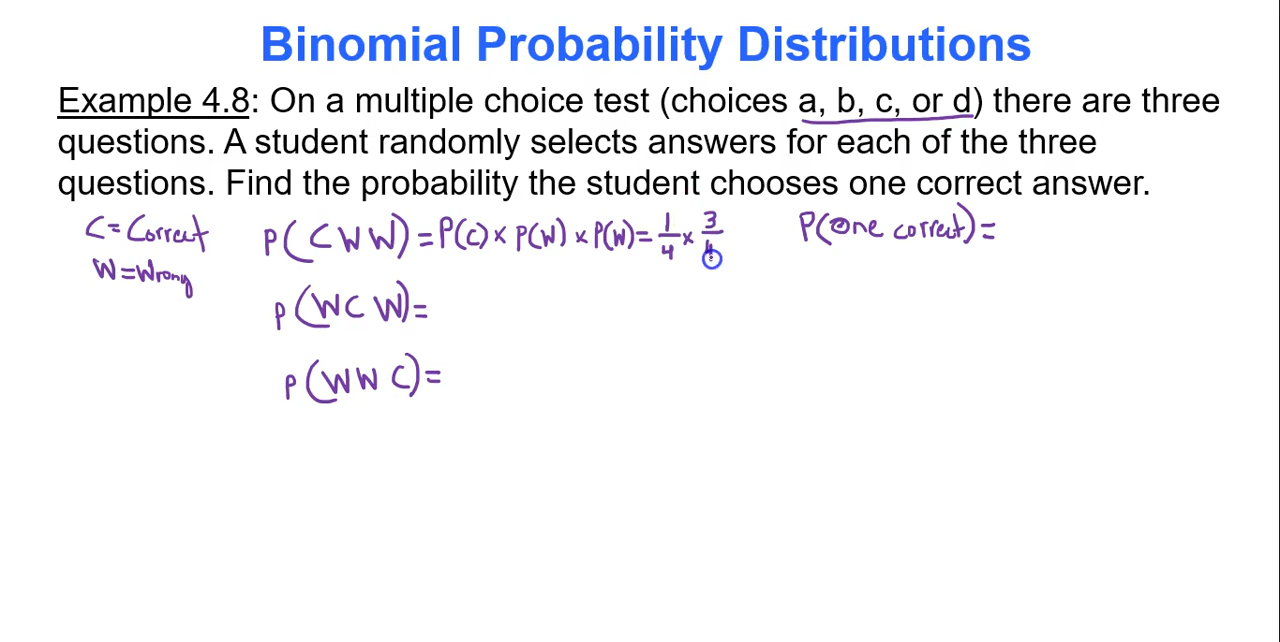 Binomial Probability Distributions
Example 4.8: On a multiple choice test (choices a, b, c, or d) there are three
questions. A student randomly selects answers for each of the three
questions. Find the probability the student chooses one correct answer.
C = Correct
W = Wrong
P(CWW) = P(C) × P(W) × P(W) = 1/4 × 3/4
P(WCW) =
P(WWC) =
P(one correct) =